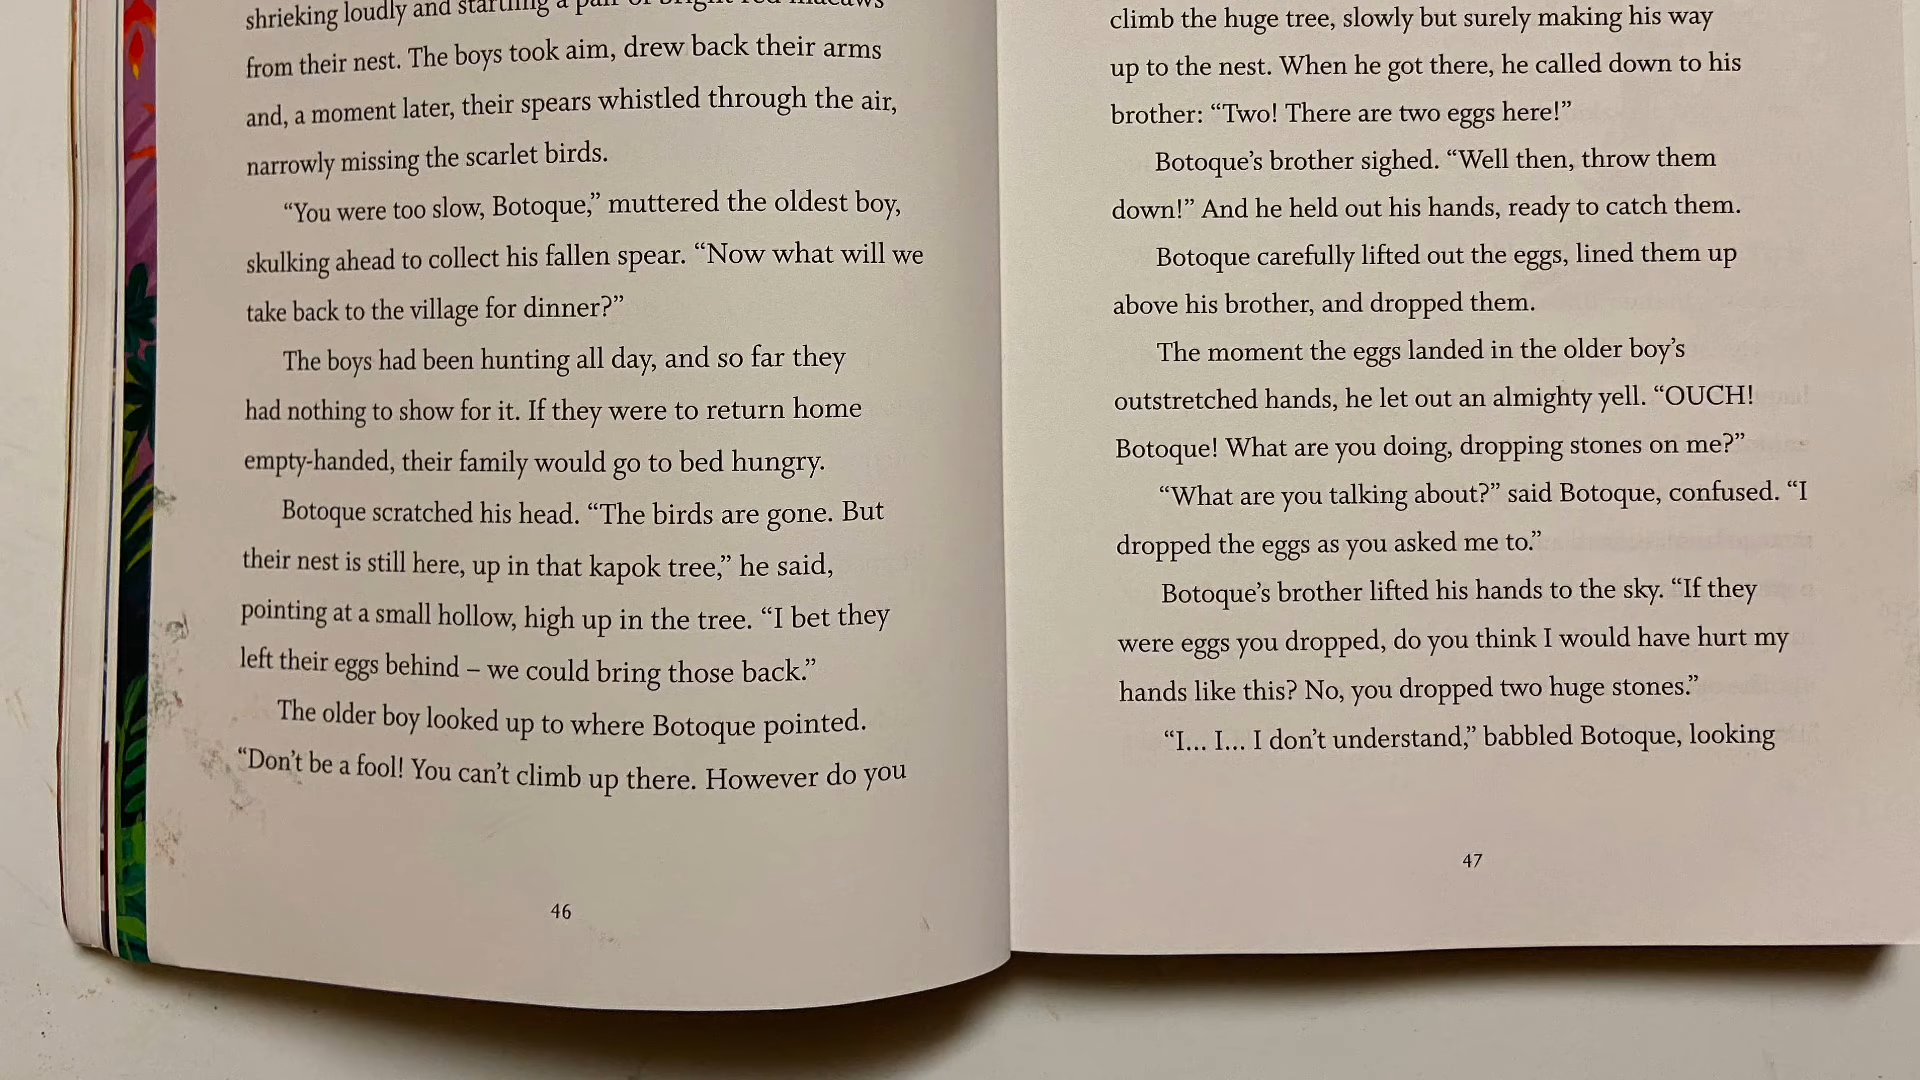 shrieking loudly and startling a pair of bright red macaws
from their nest. The boys took aim, drew back their arms
and, a moment later, their spears whistled through the air,
narrowly missing the scarlet birds.
“You were too slow, Botoque,” muttered the oldest boy,
skulking ahead to collect his fallen spear. “Now what will we
take back to the village for dinner?”
The boys had been hunting all day, and so far they
had nothing to show for it. If they were to return home
empty-handed, their family would go to bed hungry.
Botoque scratched his head. “The birds are gone. But
their nest is still here, up in that kapok tree,” he said,
pointing at a small hollow, high up in the tree. “I bet they
left their eggs behind – we could bring those back.”
The older boy looked up to where Botoque pointed.
“Don’t be a fool! You can’t climb up there. However do you
46
climb the huge tree, slowly but surely making his way
up to the nest. When he got there, he called down to his
brother: “Two! There are two eggs here!”
Botoque’s brother sighed. “Well then, throw them
down!” And he held out his hands, ready to catch them.
Botoque carefully lifted out the eggs, lined them up
above his brother, and dropped them.
The moment the eggs landed in the older boy’s
outstretched hands, he let out an almighty yell. “OUCH!
Botoque! What are you doing, dropping stones on me?”
“What are you talking about?” said Botoque, confused. “I
dropped the eggs as you asked me to.”
Botoque’s brother lifted his hands to the sky. “If they
were eggs you dropped, do you think I would have hurt my
hands like this? No, you dropped two huge stones.”
“I... I... I don’t understand,” babbled Botoque, looking
47